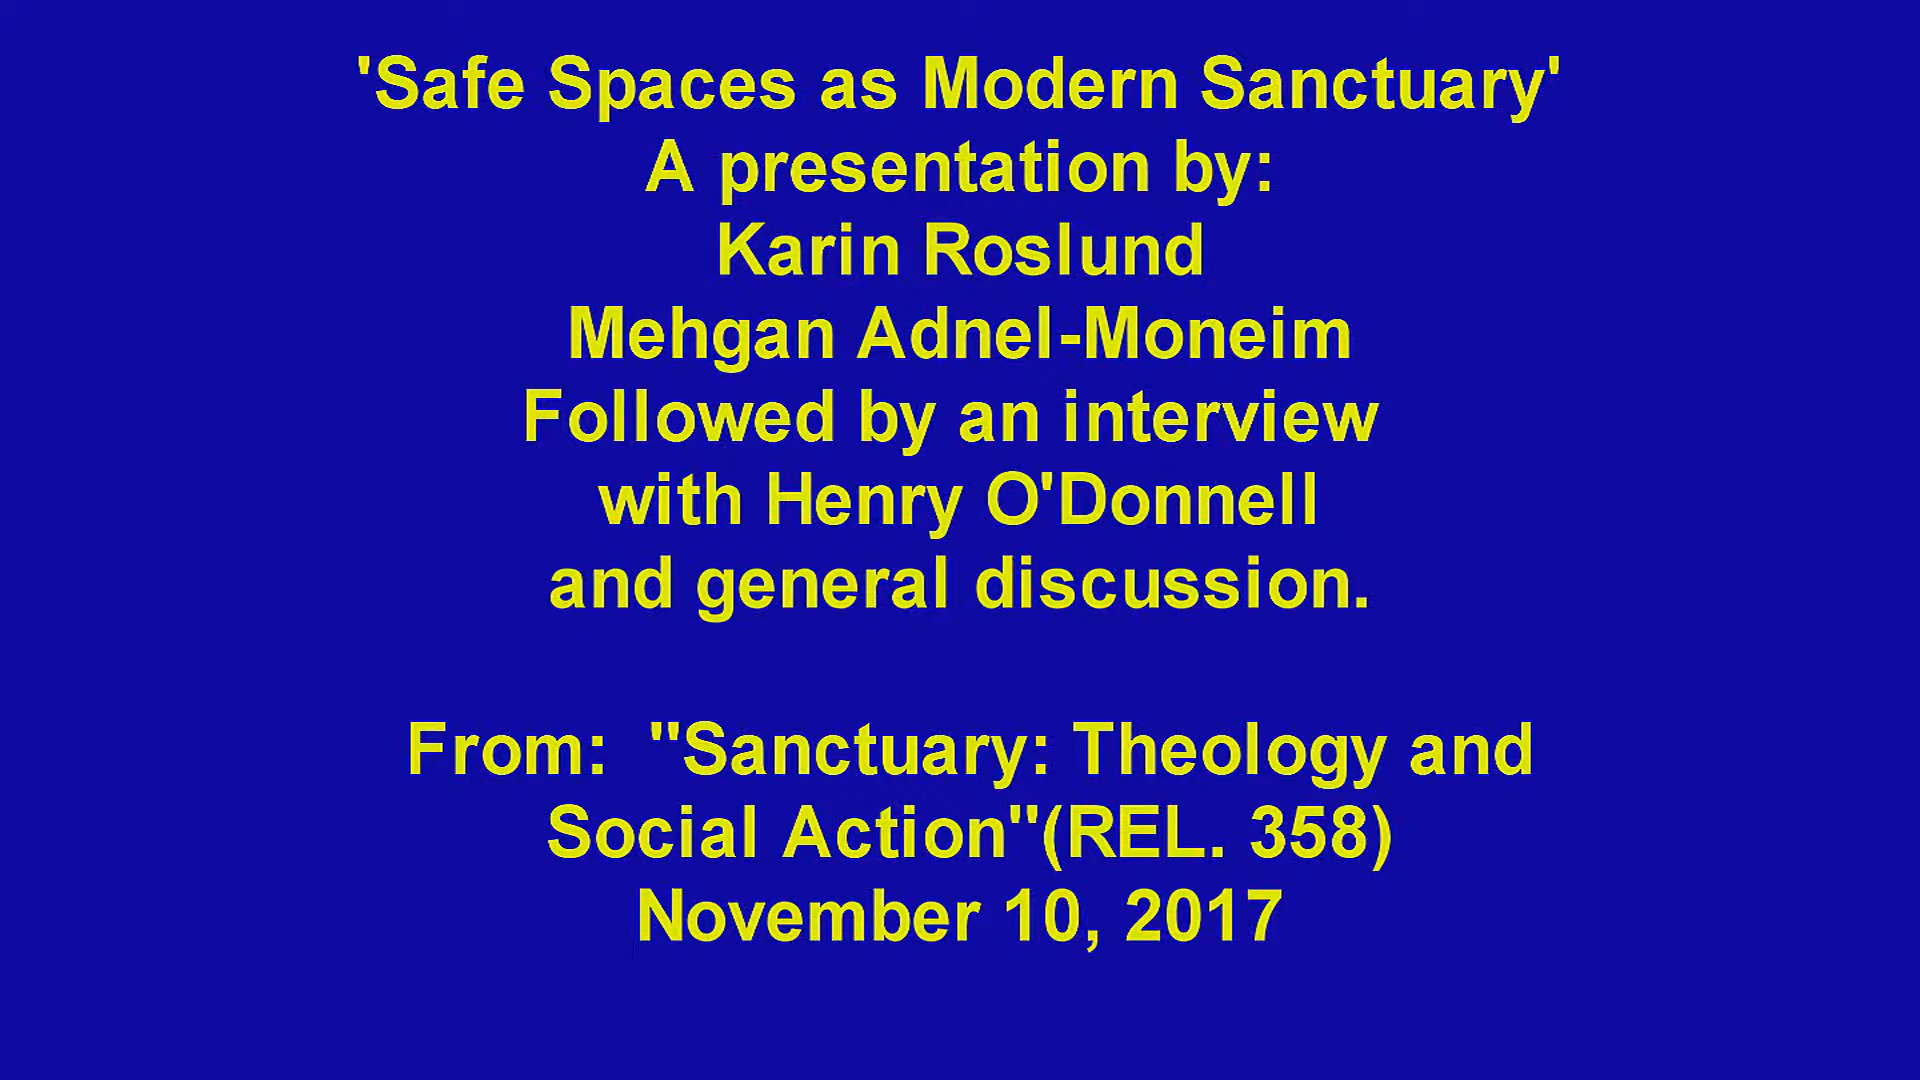 'Safe Spaces as Modern Sanctuary'
A presentation by:
Karin Roslund
Mehgan Adnel-Moneim
Followed by an interview
with Henry O'Donnell
and general discussion.
From: "Sanctuary: Theology and
Social Action"(REL. 358)
November 10, 2017